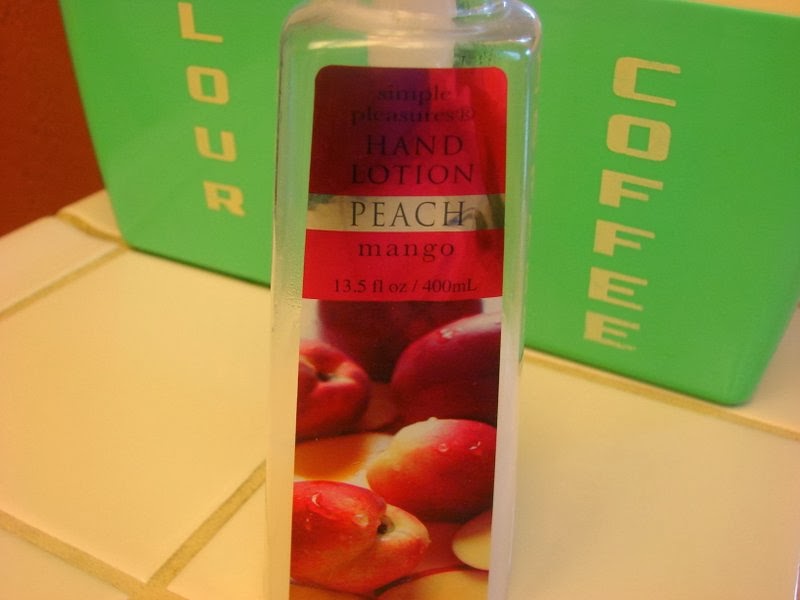 LOUR
simple
pleasures®
HAND
LOTION
PEACH
mango
13.5 fl oz / 400mL
COFFEE